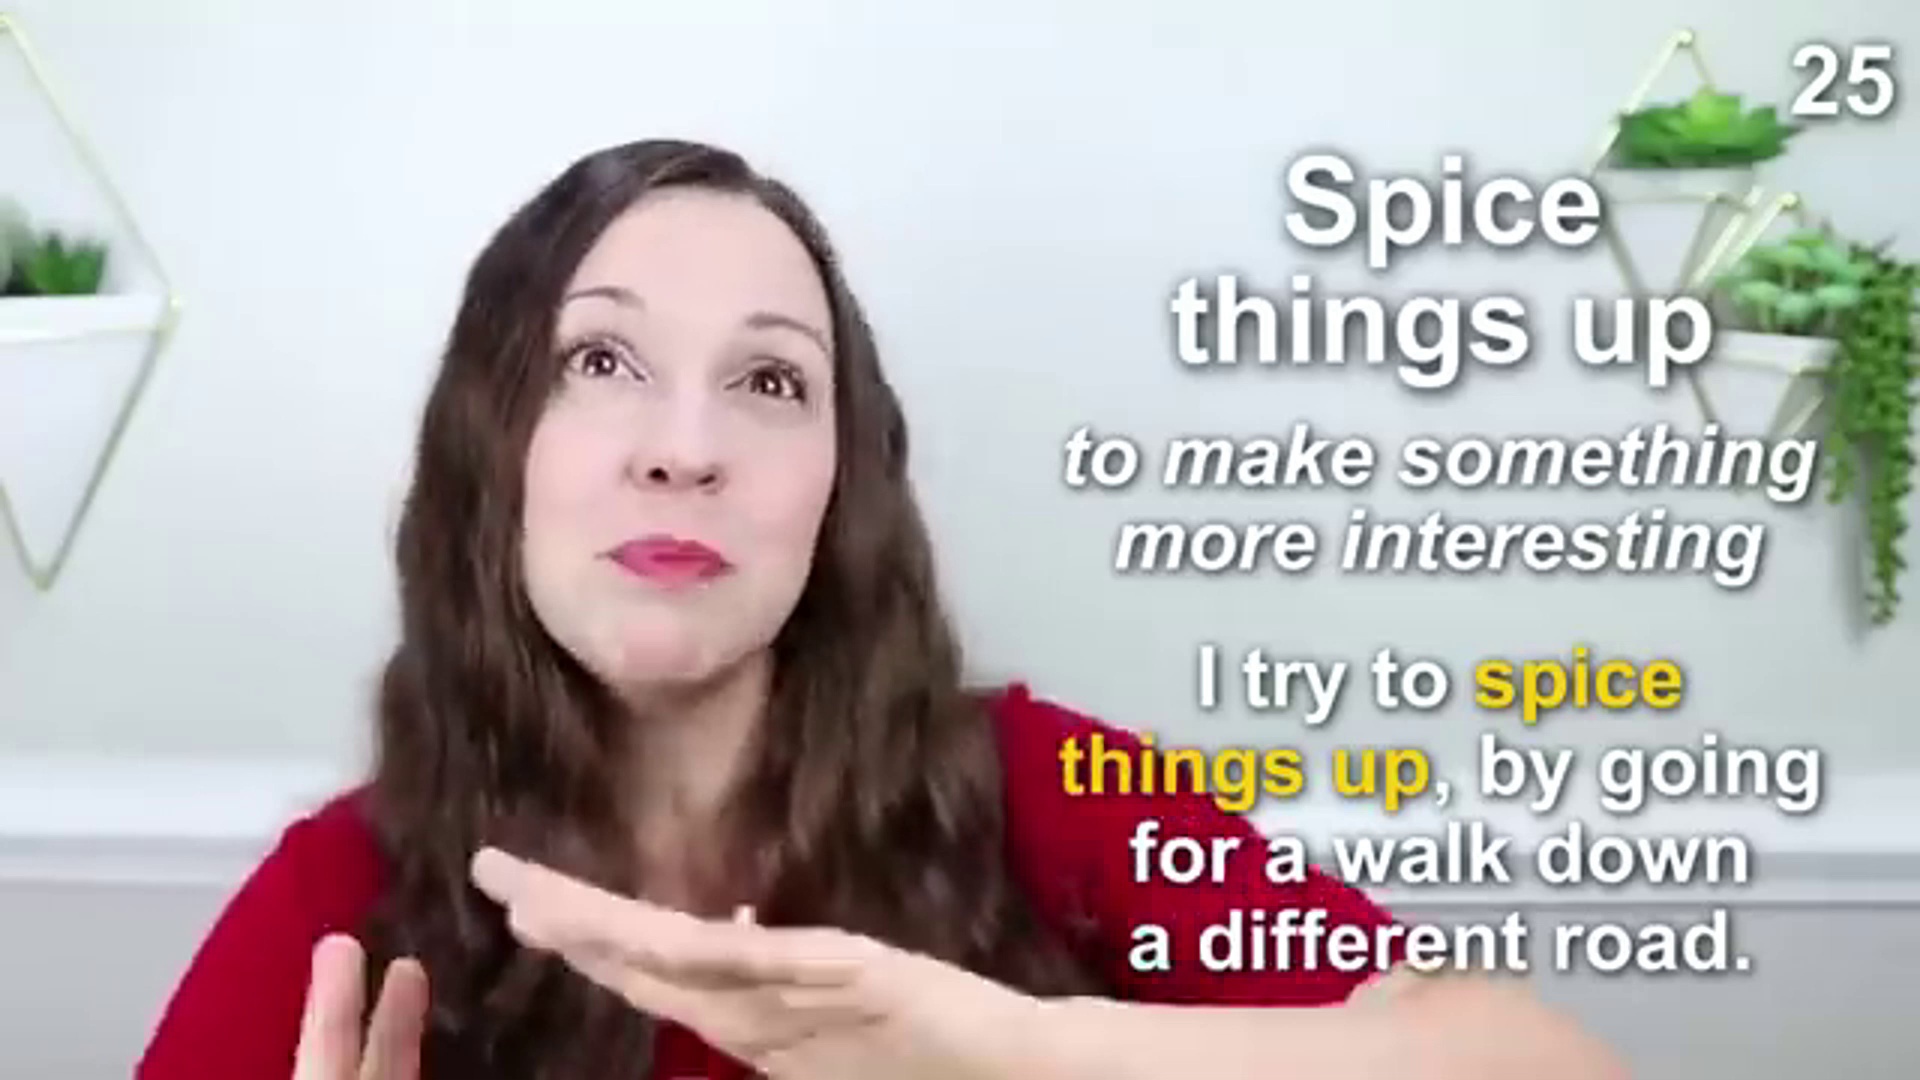 25
Spice
things up
to make something
more interesting
I try to spice
things up, by going
for a walk down
a different road.